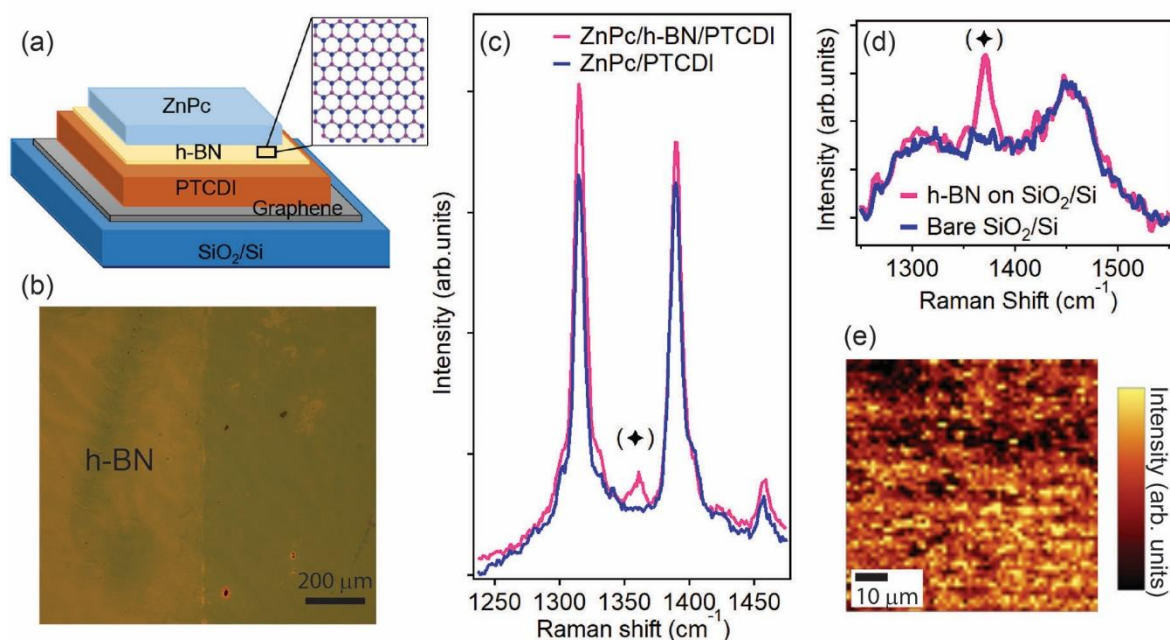 (a)
ZnPc
h-BN
PTCDI
Graphene
SiO₂/Si
(b)
h-BN
200 μm
(c)
ZnPc/h-BN/PTCDI
ZnPc/PTCDI
(✦)
Intensity (arb.units)
1250 1300 1350 1400 1450
Raman shift (cm⁻¹)
(d)
(✦)
h-BN on SiO₂/Si
Bare SiO₂/Si
Intensity (arb.units)
1300 1400 1500
Raman Shift (cm⁻¹)
(e)
10 μm
Intensity (arb. units)